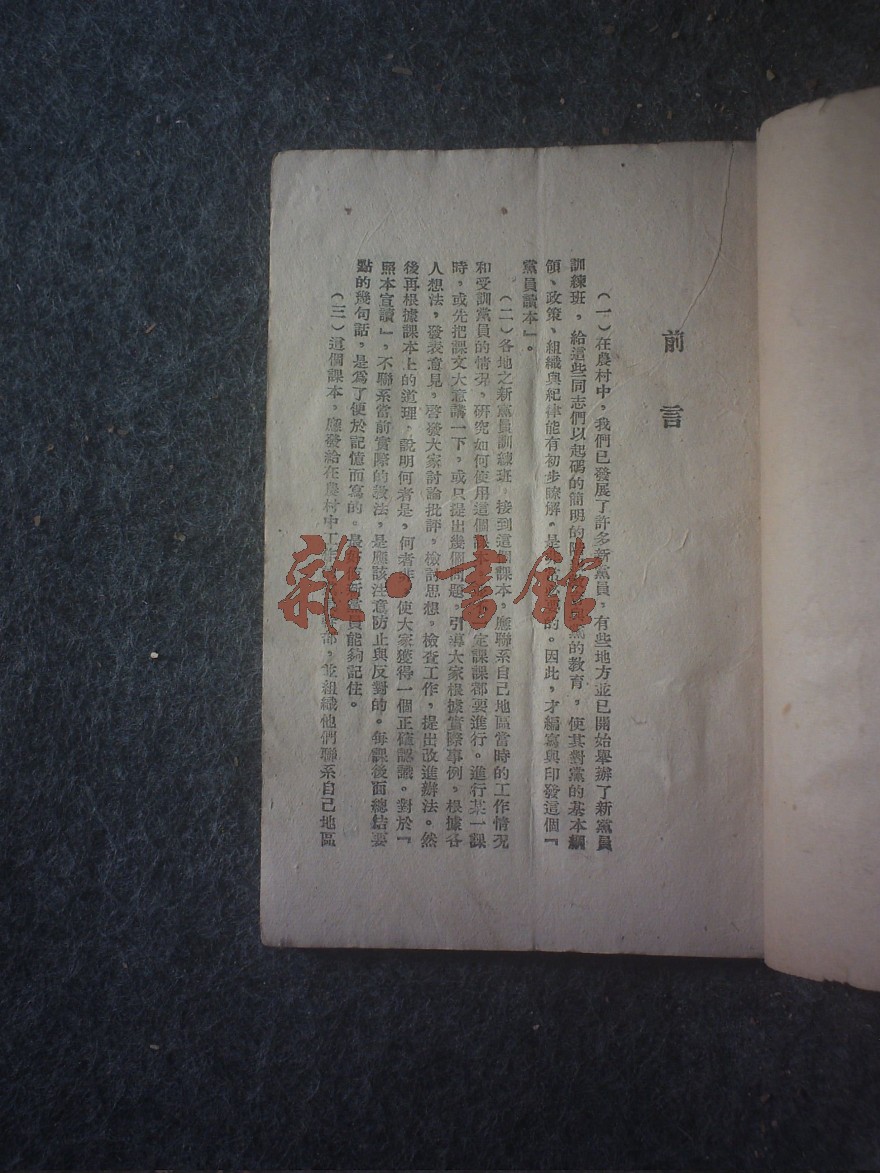 前言
（一）在農村中，我們已發展了許多新黨員，有些地方並已開始舉辦了新黨員
訓練班，給這些同志們以起碼的簡明的 黨的教育，使其對黨的基本綱
領、政策、組織與紀律能有初步瞭解，是 的。因此，才編寫與印發這個『
黨員讀本』。
（二）各地之新黨員訓練班，接到這個課本，應聯系自己地區當時的工作情況
和受訓黨員的情況，研究如何使用這個課本 定課課都要進行。進行某一課
時，或先把課文大意講一下，或只提出幾個問題，引導大家根據實際事例，根據各
人想法，發表意見，啓發大家討論批評，檢討思想，檢查工作，提出改進辦法。然
後再根據課本上的道理，說明何者是，何者非，使大家獲得一個正確認識。對於『
照本宣讀』，不聯系當前實際的教法，是應該注意防止與反對的。每課後面總結要
點的幾句話，是爲了便於記憶而寫的。最 新黨員能夠記住。
（三）這個課本，應發給在農村中工 部，並組織他們聯系自己地區
雜·書館